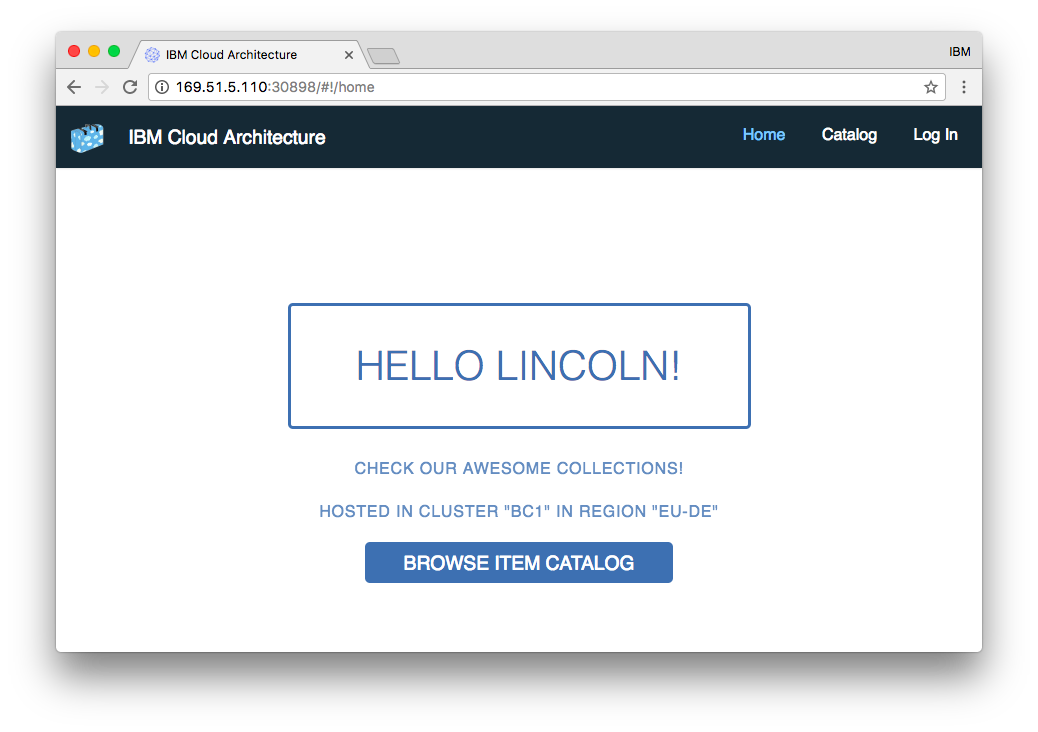 IBM Cloud Architecture
IBM
169.51.5.110:30898/#!/home
IBM Cloud Architecture
Home
Catalog
Log In
HELLO LINCOLN!
CHECK OUR AWESOME COLLECTIONS!
HOSTED IN CLUSTER "BC1" IN REGION "EU-DE"
BROWSE ITEM CATALOG